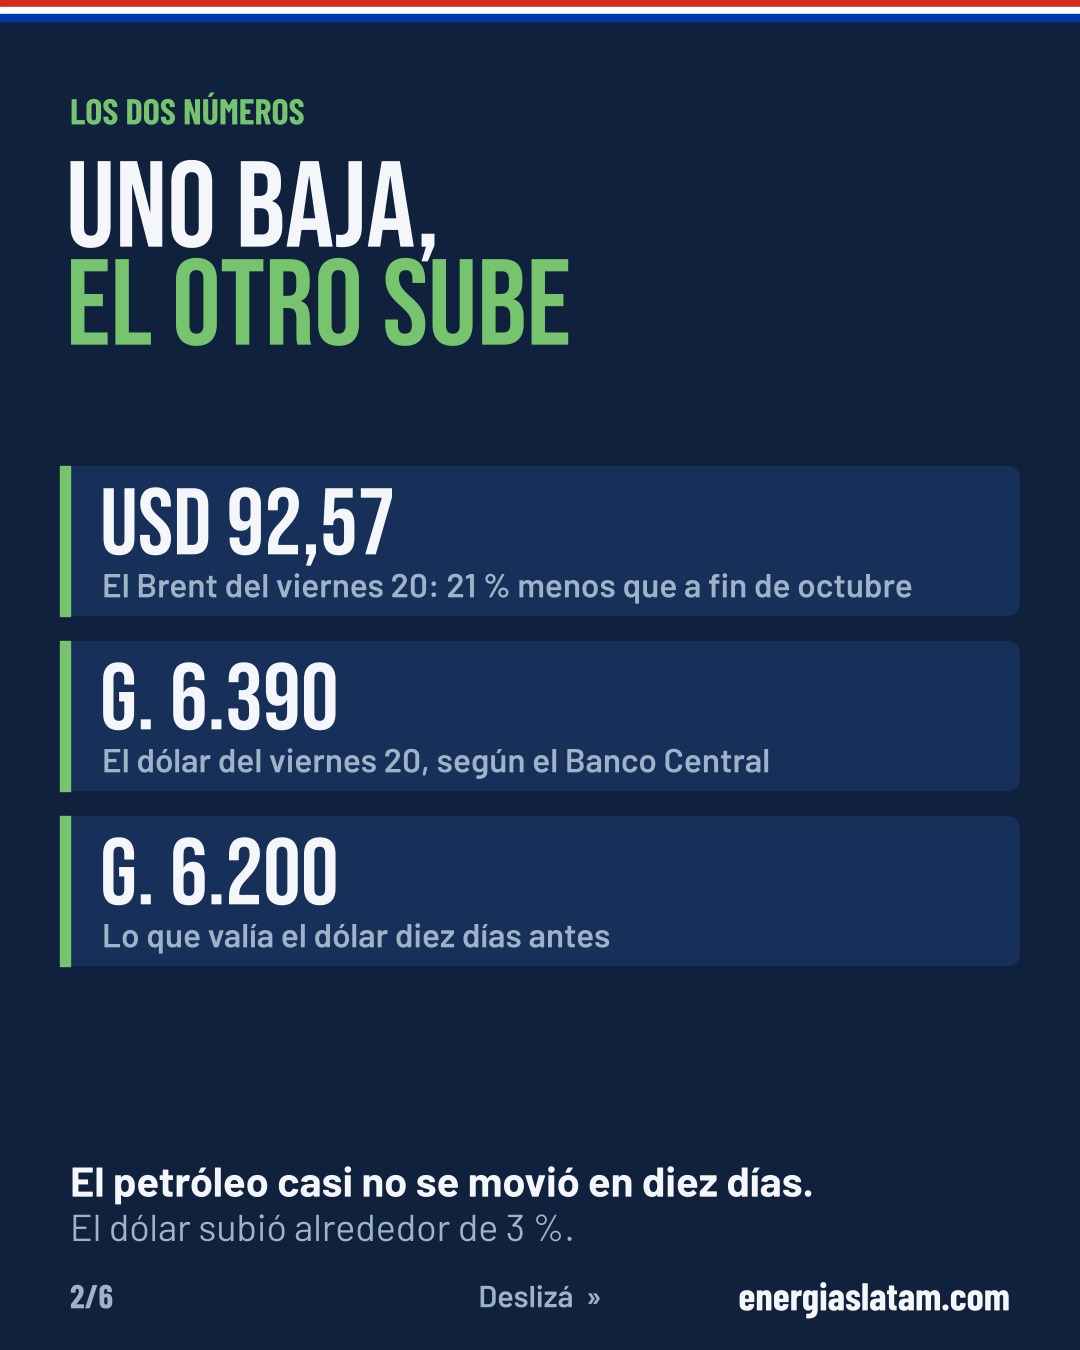 LOS DOS NÚMEROS
UNO BAJA,
EL OTRO SUBE
USD 92,57
El Brent del viernes 20: 21 % menos que a fin de octubre
G. 6.390
El dólar del viernes 20, según el Banco Central
G. 6.200
Lo que valía el dólar diez días antes
El petróleo casi no se movió en diez días.
El dólar subió alrededor de 3 %.
2/6
Deslizá »
energiaslatam.com